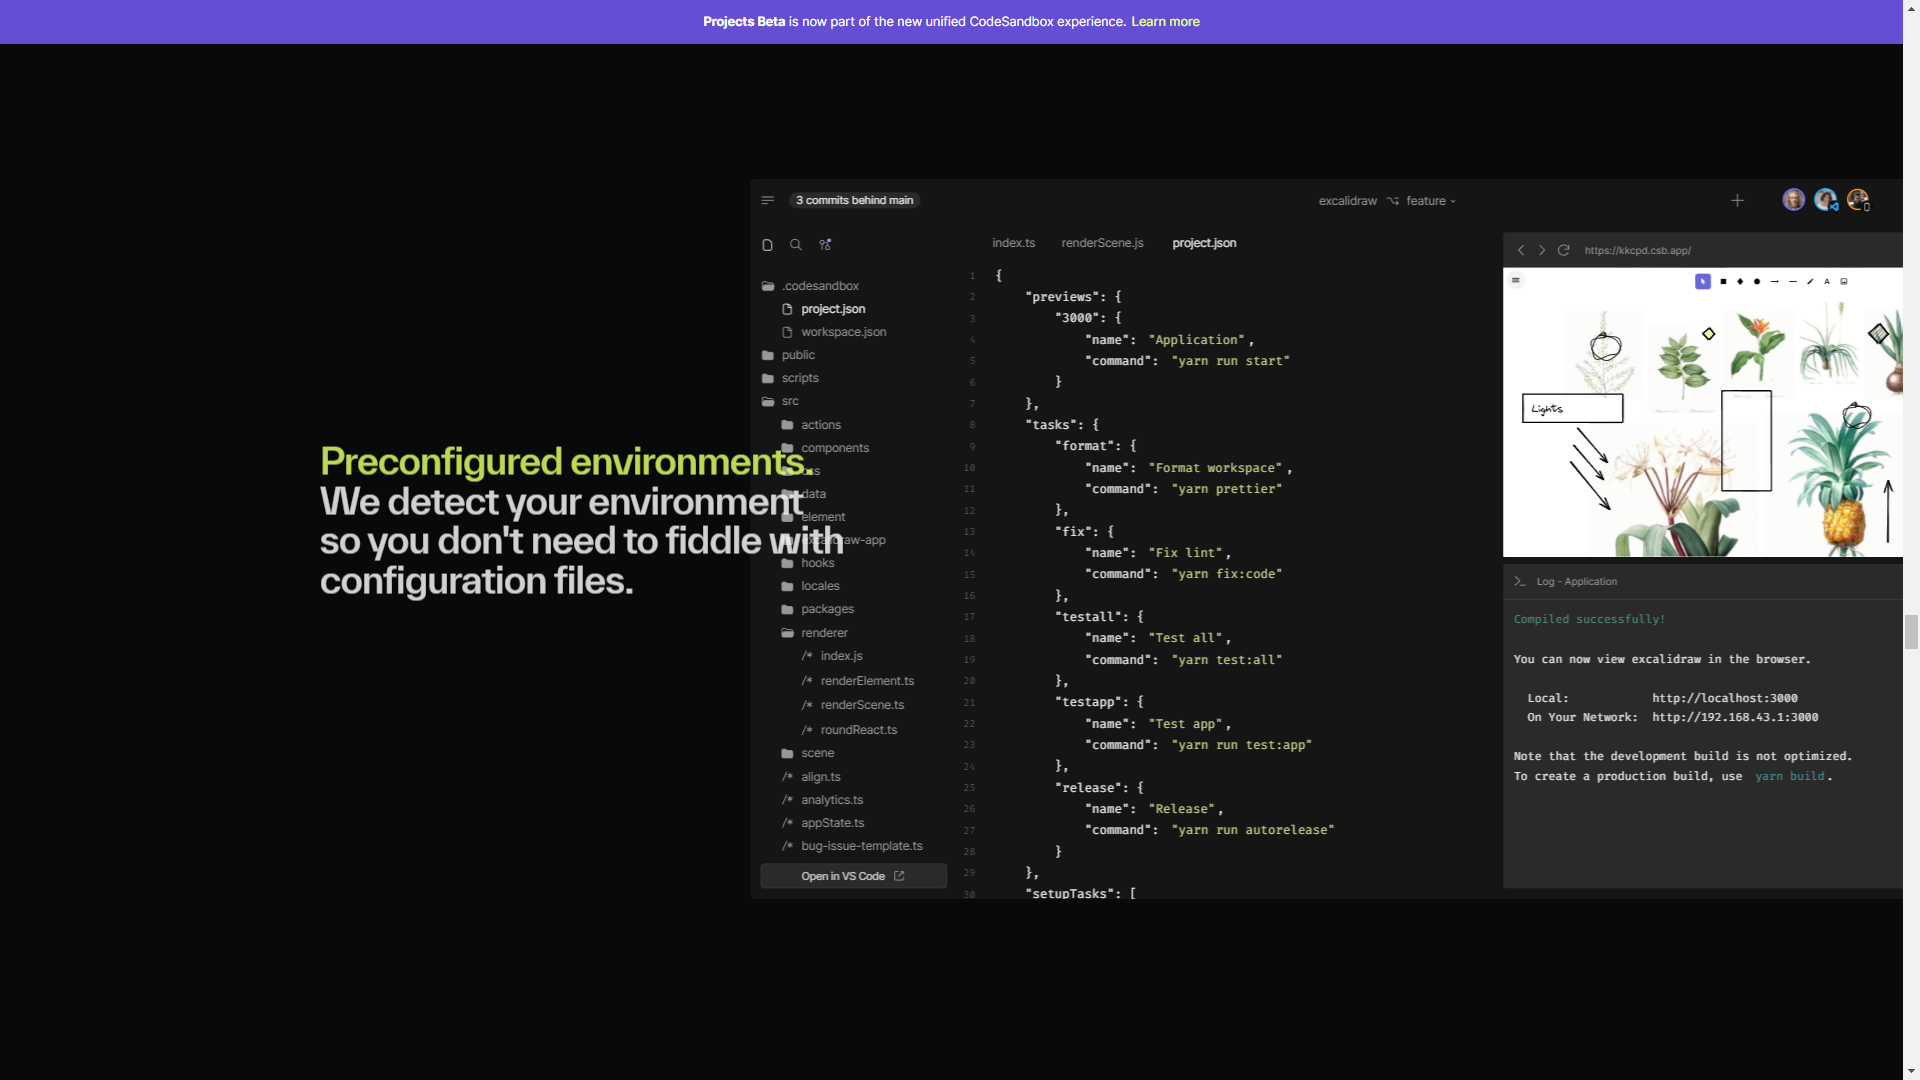 Projects Beta is now part of the new unified CodeSandbox experience. Learn more
3 commits behind main
excalidraw feature
Preconfigured environments.
We detect your environment
so you don't need to fiddle with
configuration files.
.codesandbox
project.json
workspace.json
public
scripts
src
actions
components
data
element
excalidraw-app
hooks
locales
packages
renderer
/* index.js
/* renderElement.ts
/* renderScene.ts
/* roundReact.ts
scene
/* align.ts
/* analytics.ts
/* appState.ts
/* bug-issue-template.ts
Open in VS Code
index.ts renderScene.js project.json
1 {
2 "previews": {
3 "3000": {
4 "name": "Application",
5 "command": "yarn run start"
6 }
7 },
8 "tasks": {
9 "format": {
10 "name": "Format workspace",
11 "command": "yarn prettier"
12 },
13 "fix": {
14 "name": "Fix lint",
15 "command": "yarn fix:code"
16 },
17 "testall": {
18 "name": "Test all",
19 "command": "yarn test:all"
20 },
21 "testapp": {
22 "name": "Test app",
23 "command": "yarn run test:app"
24 },
25 "release": {
26 "name": "Release",
27 "command": "yarn run autorelease"
28 }
29 },
30 "setupTasks": [
https://kkcpd.csb.app/
A
Lights
Log - Application
Compiled successfully!
You can now view excalidraw in the browser.
Local: http://localhost:3000
On Your Network: http://192.168.43.1:3000
Note that the development build is not optimized.
To create a production build, use yarn build.